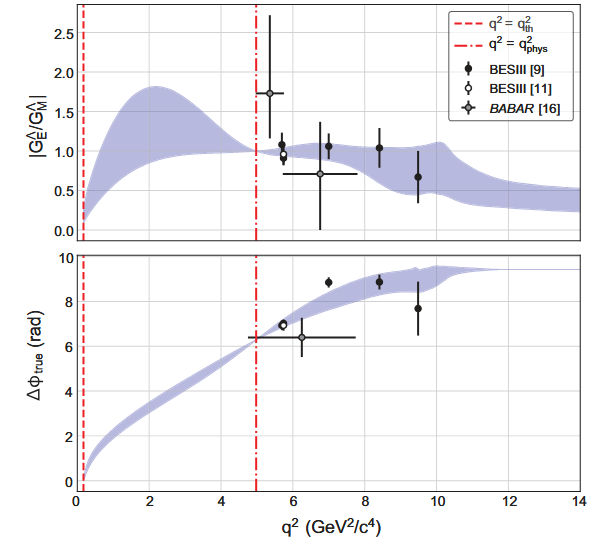 2.5
2.0
1.5
1.0
0.5
0.0
|G_E^Λ/G_M^Λ|
q² = q²_th
q² = q²_phys
BESIII [9]
BESIII [11]
BABAR [16]
10
8
6
4
2
0
ΔΦ_true (rad)
0 2 4 6 8 10 12 14
q² (GeV²/c⁴)